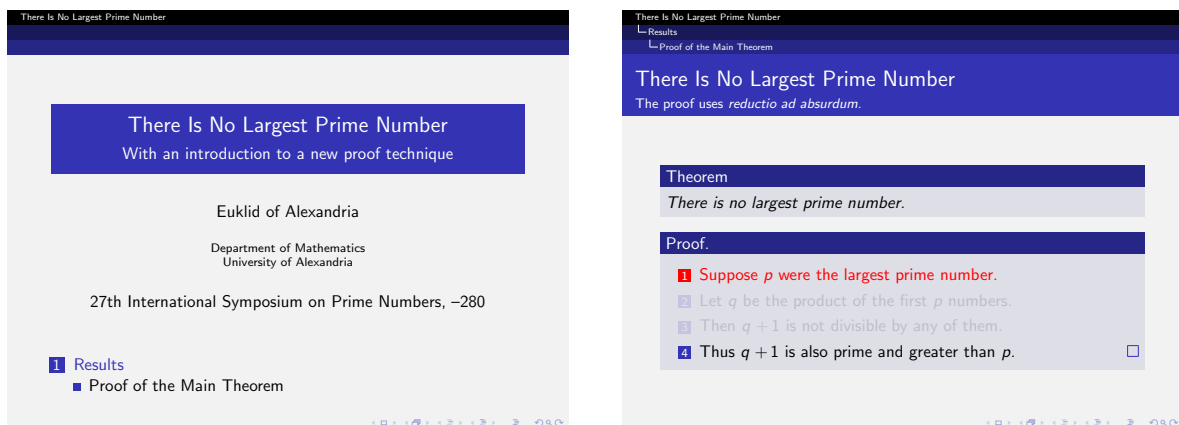 There Is No Largest Prime Number
There Is No Largest Prime Number
With an introduction to a new proof technique
Euklid of Alexandria
Department of Mathematics
University of Alexandria
27th International Symposium on Prime Numbers, –280
1 Results
Proof of the Main Theorem
There Is No Largest Prime Number
Results
Proof of the Main Theorem
There Is No Largest Prime Number
The proof uses reductio ad absurdum.
Theorem
There is no largest prime number.
Proof.
1 Suppose p were the largest prime number.
2 Let q be the product of the first p numbers.
3 Then q + 1 is not divisible by any of them.
4 Thus q + 1 is also prime and greater than p. □